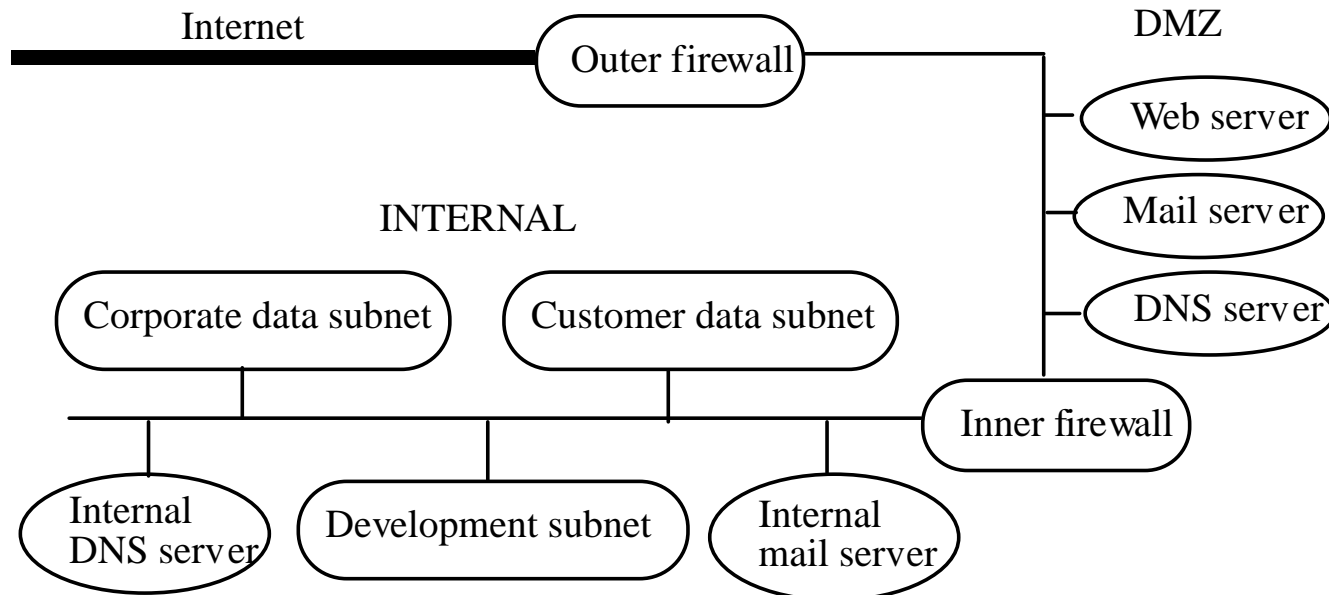 Internet
Outer firewall
DMZ
Web server
Mail server
DNS server
INTERNAL
Corporate data subnet
Customer data subnet
Inner firewall
Internal
DNS server
Development subnet
Internal
mail server